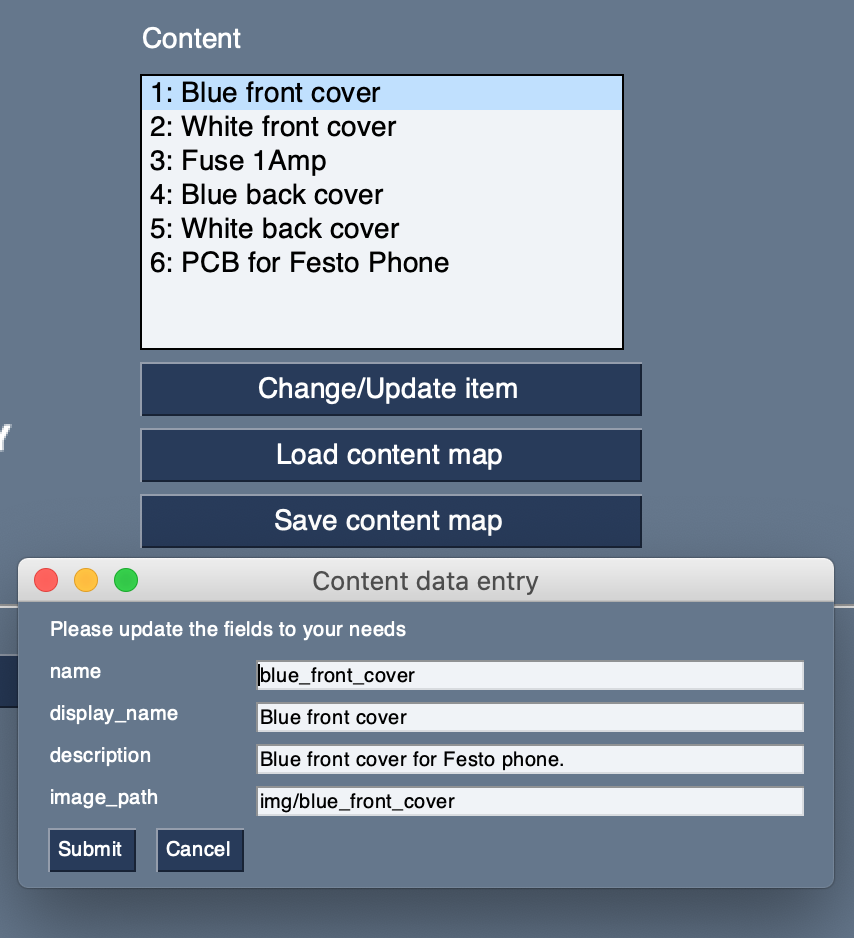 Content
1: Blue front cover
2: White front cover
3: Fuse 1Amp
4: Blue back cover
5: White back cover
6: PCB for Festo Phone
Change/Update item
Load content map
Save content map
Content data entry
Please update the fields to your needs
name blue_front_cover
display_name Blue front cover
description Blue front cover for Festo phone.
image_path img/blue_front_cover
Submit Cancel